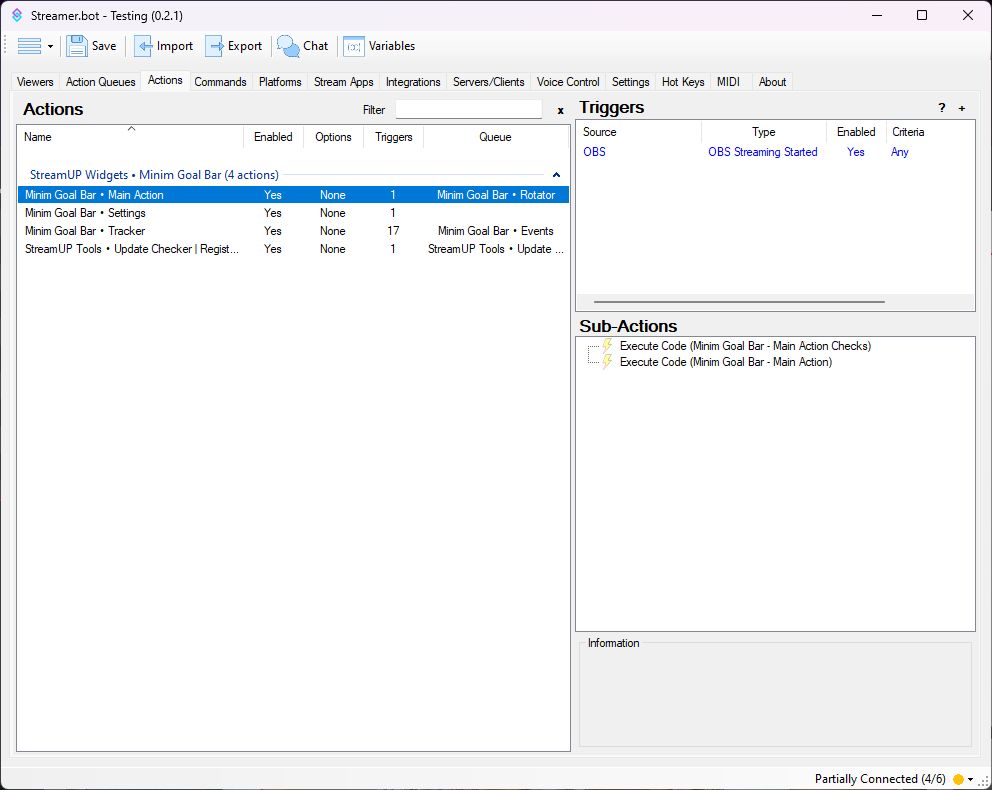 Streamer.bot - Testing (0.2.1)
Save Import Export Chat Variables
Viewers Action Queues Actions Commands Platforms Stream Apps Integrations Servers/Clients Voice Control Settings Hot Keys MIDI About
Actions Filter x
Name Enabled Options Triggers Queue
StreamUP Widgets • Minim Goal Bar (4 actions)
Minim Goal Bar • Main Action Yes None 1 Minim Goal Bar • Rotator
Minim Goal Bar • Settings Yes None 1
Minim Goal Bar • Tracker Yes None 17 Minim Goal Bar • Events
StreamUP Tools • Update Checker | Regist... Yes None 1 StreamUP Tools • Update ...
Triggers ? +
Source Type Enabled Criteria
OBS OBS Streaming Started Yes Any
Sub-Actions
Execute Code (Minim Goal Bar - Main Action Checks)
Execute Code (Minim Goal Bar - Main Action)
Information
Partially Connected (4/6)